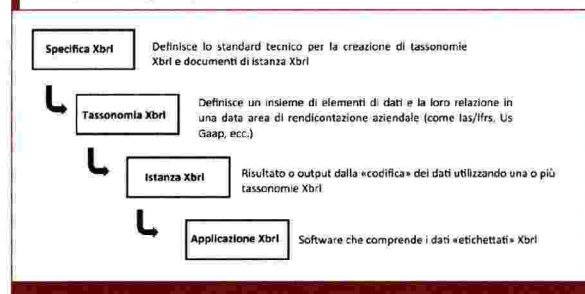 Specifica Xbrl
Definisce lo standard tecnico per la creazione di tassonomie
Xbrl e documenti di istanza Xbrl
Tassonomia Xbrl
Definisce un insieme di elementi di dati e la loro relazione in
una data area di rendicontazione aziendale (come Ias/Ifrs, Us
Gaap, ecc.)
Istanza Xbrl
Risultato o output dalla «codifica» dei dati utilizzando una o più
tassonomie Xbrl
Applicazione Xbrl
Software che comprende i dati «etichettati» Xbrl